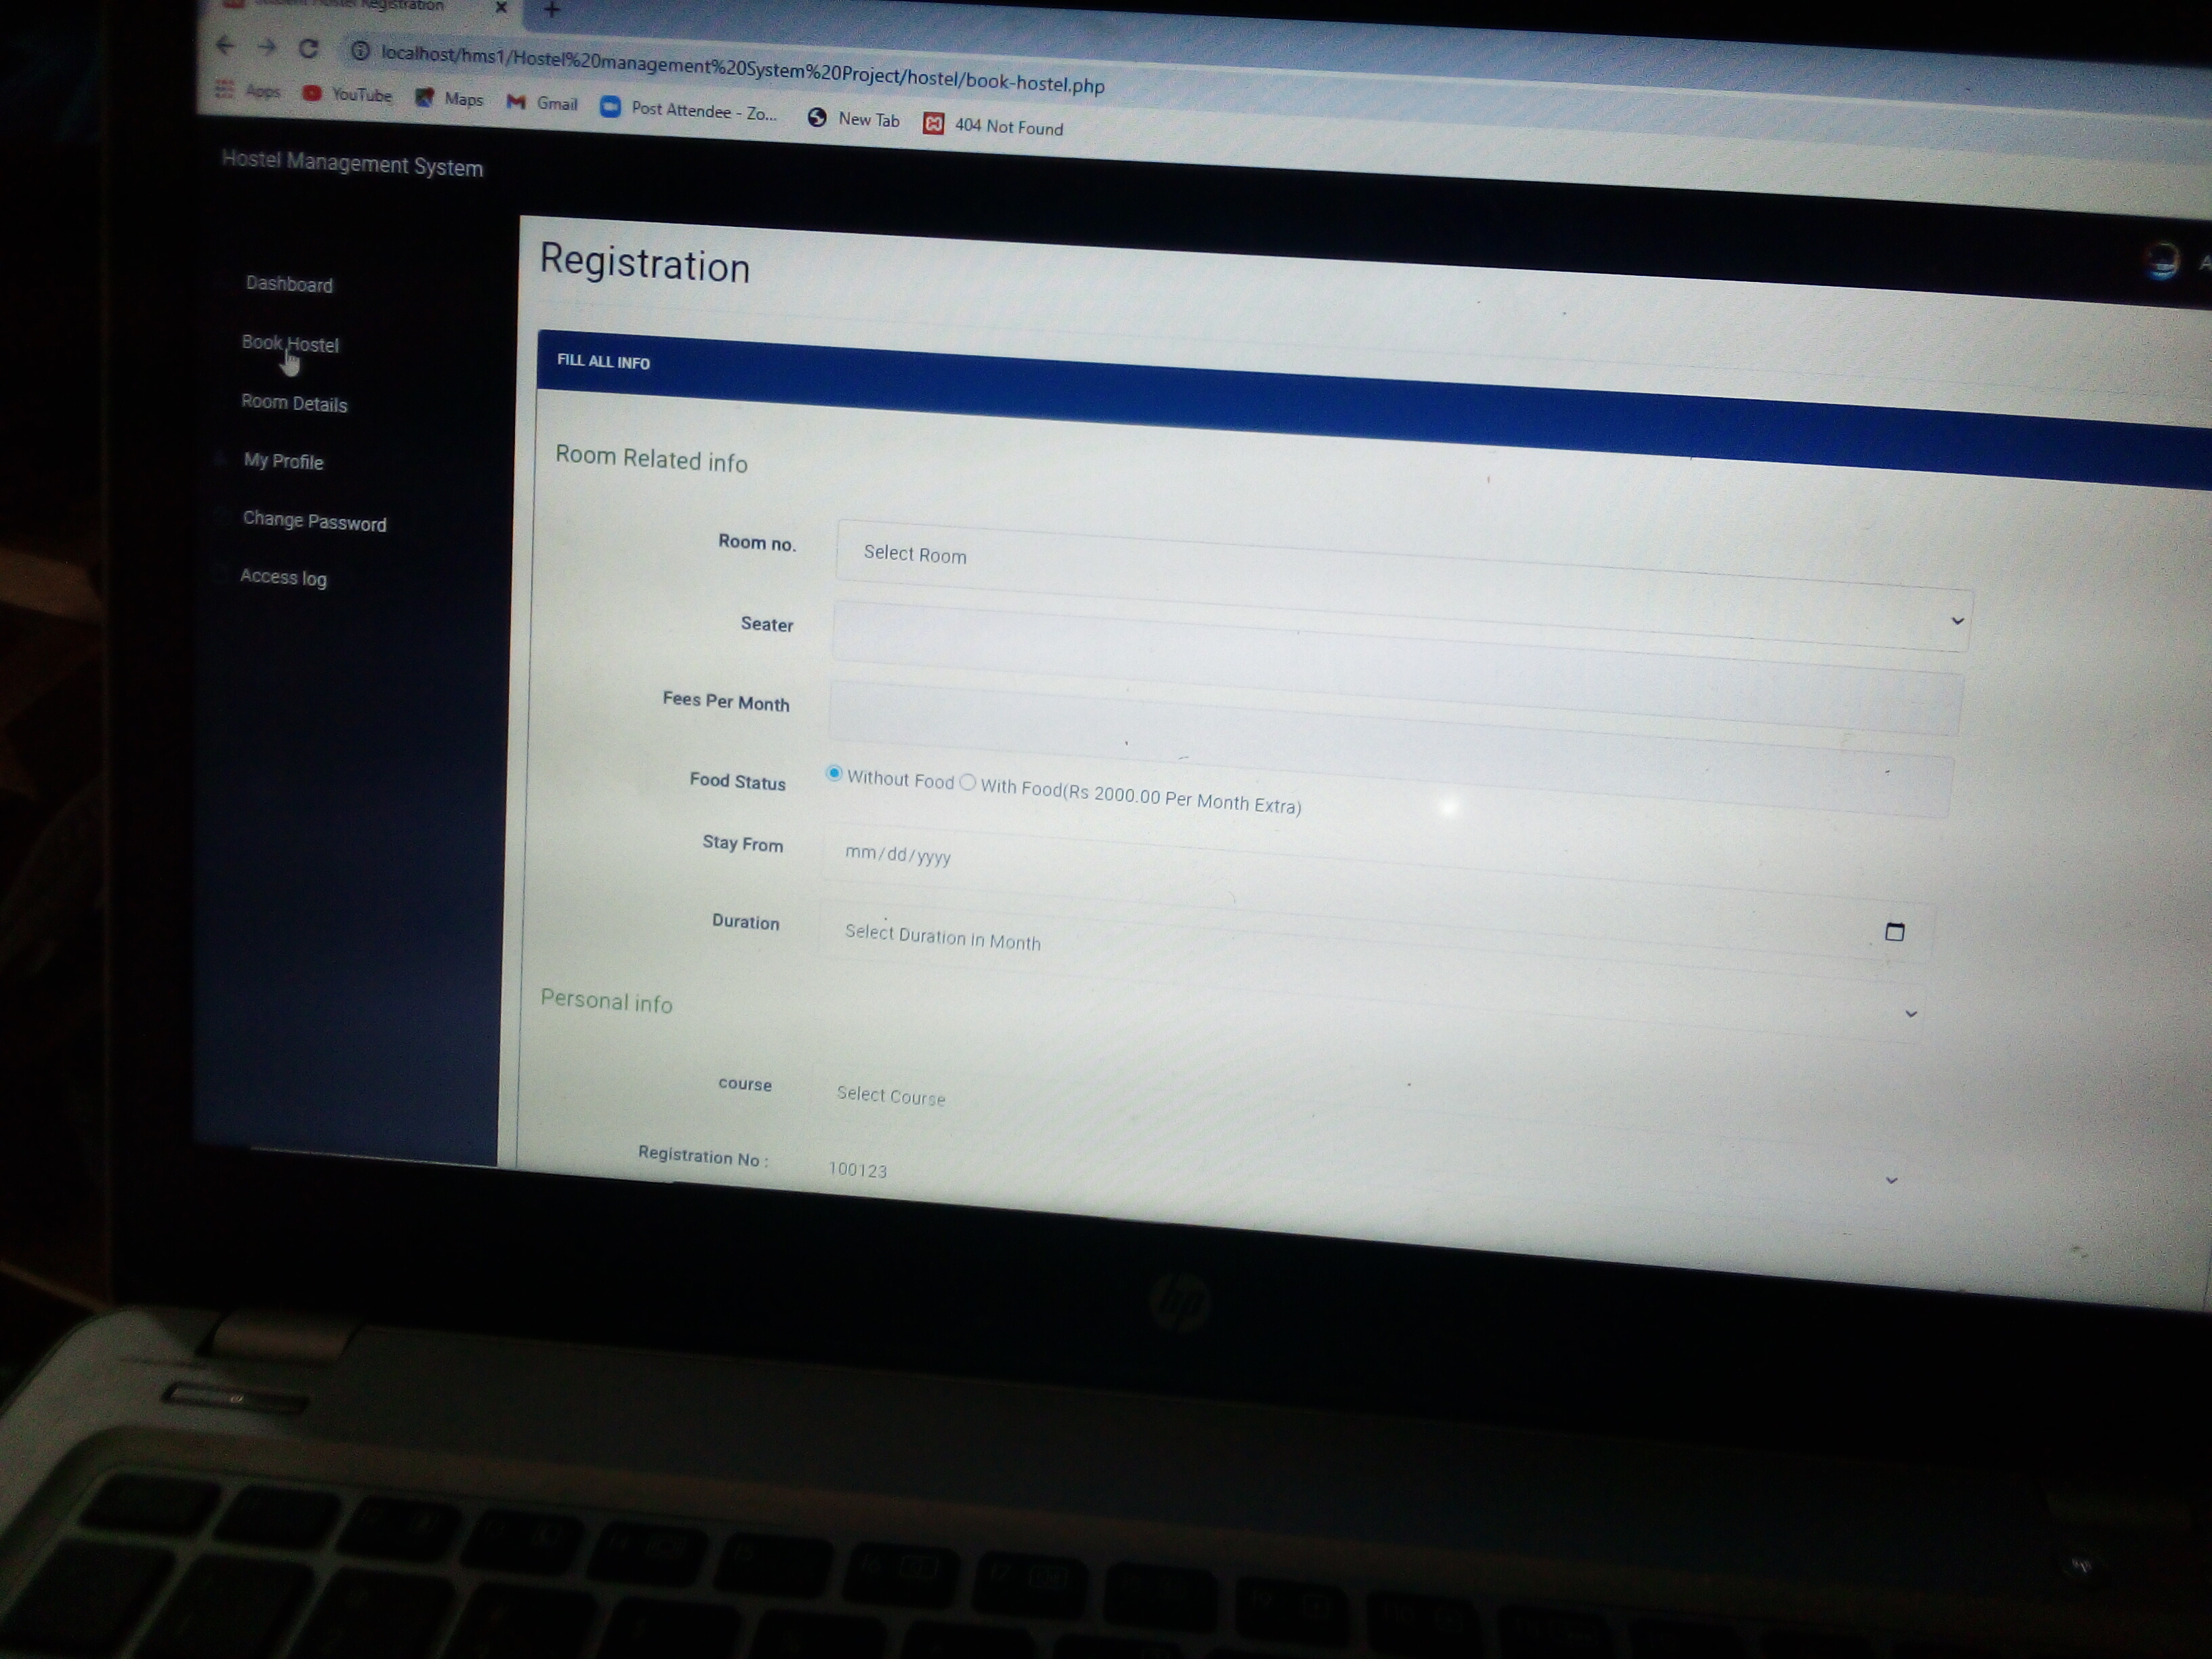 Hostel Registration
localhost/hms1/Hostel%20management%20System%20Project/hostel/book-hostel.php
Apps YouTube Maps Gmail Post Attendee - Zo... New Tab 404 Not Found
Hostel Management System
Dashboard
Book Hostel
Room Details
My Profile
Change Password
Access log
Registration
FILL ALL INFO
Room Related info
Room no. Select Room
Seater
Fees Per Month
Food Status Without Food With Food(Rs 2000.00 Per Month Extra)
Stay From mm/dd/yyyy
Duration Select Duration in Month
Personal info
course Select Course
Registration No : 100123
hp